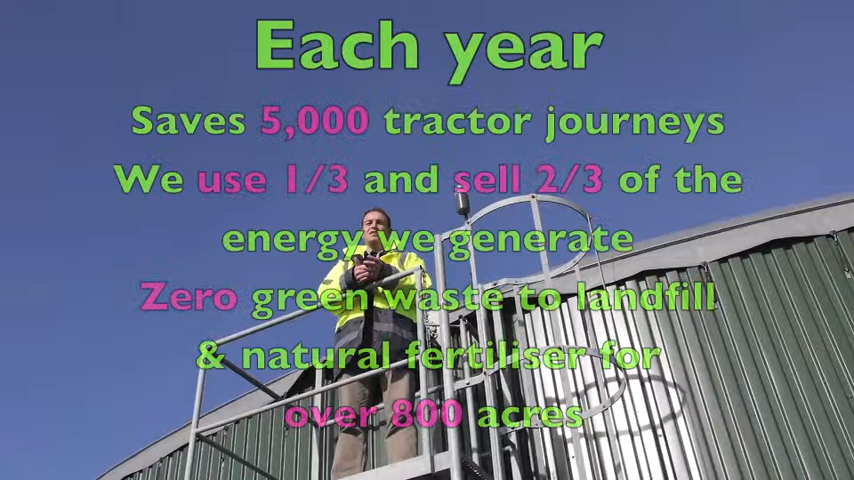 Each year
Saves 5,000 tractor journeys
We use 1/3 and sell 2/3 of the
energy we generate
Zero green waste to landfill
& natural fertiliser for
over 800 acres